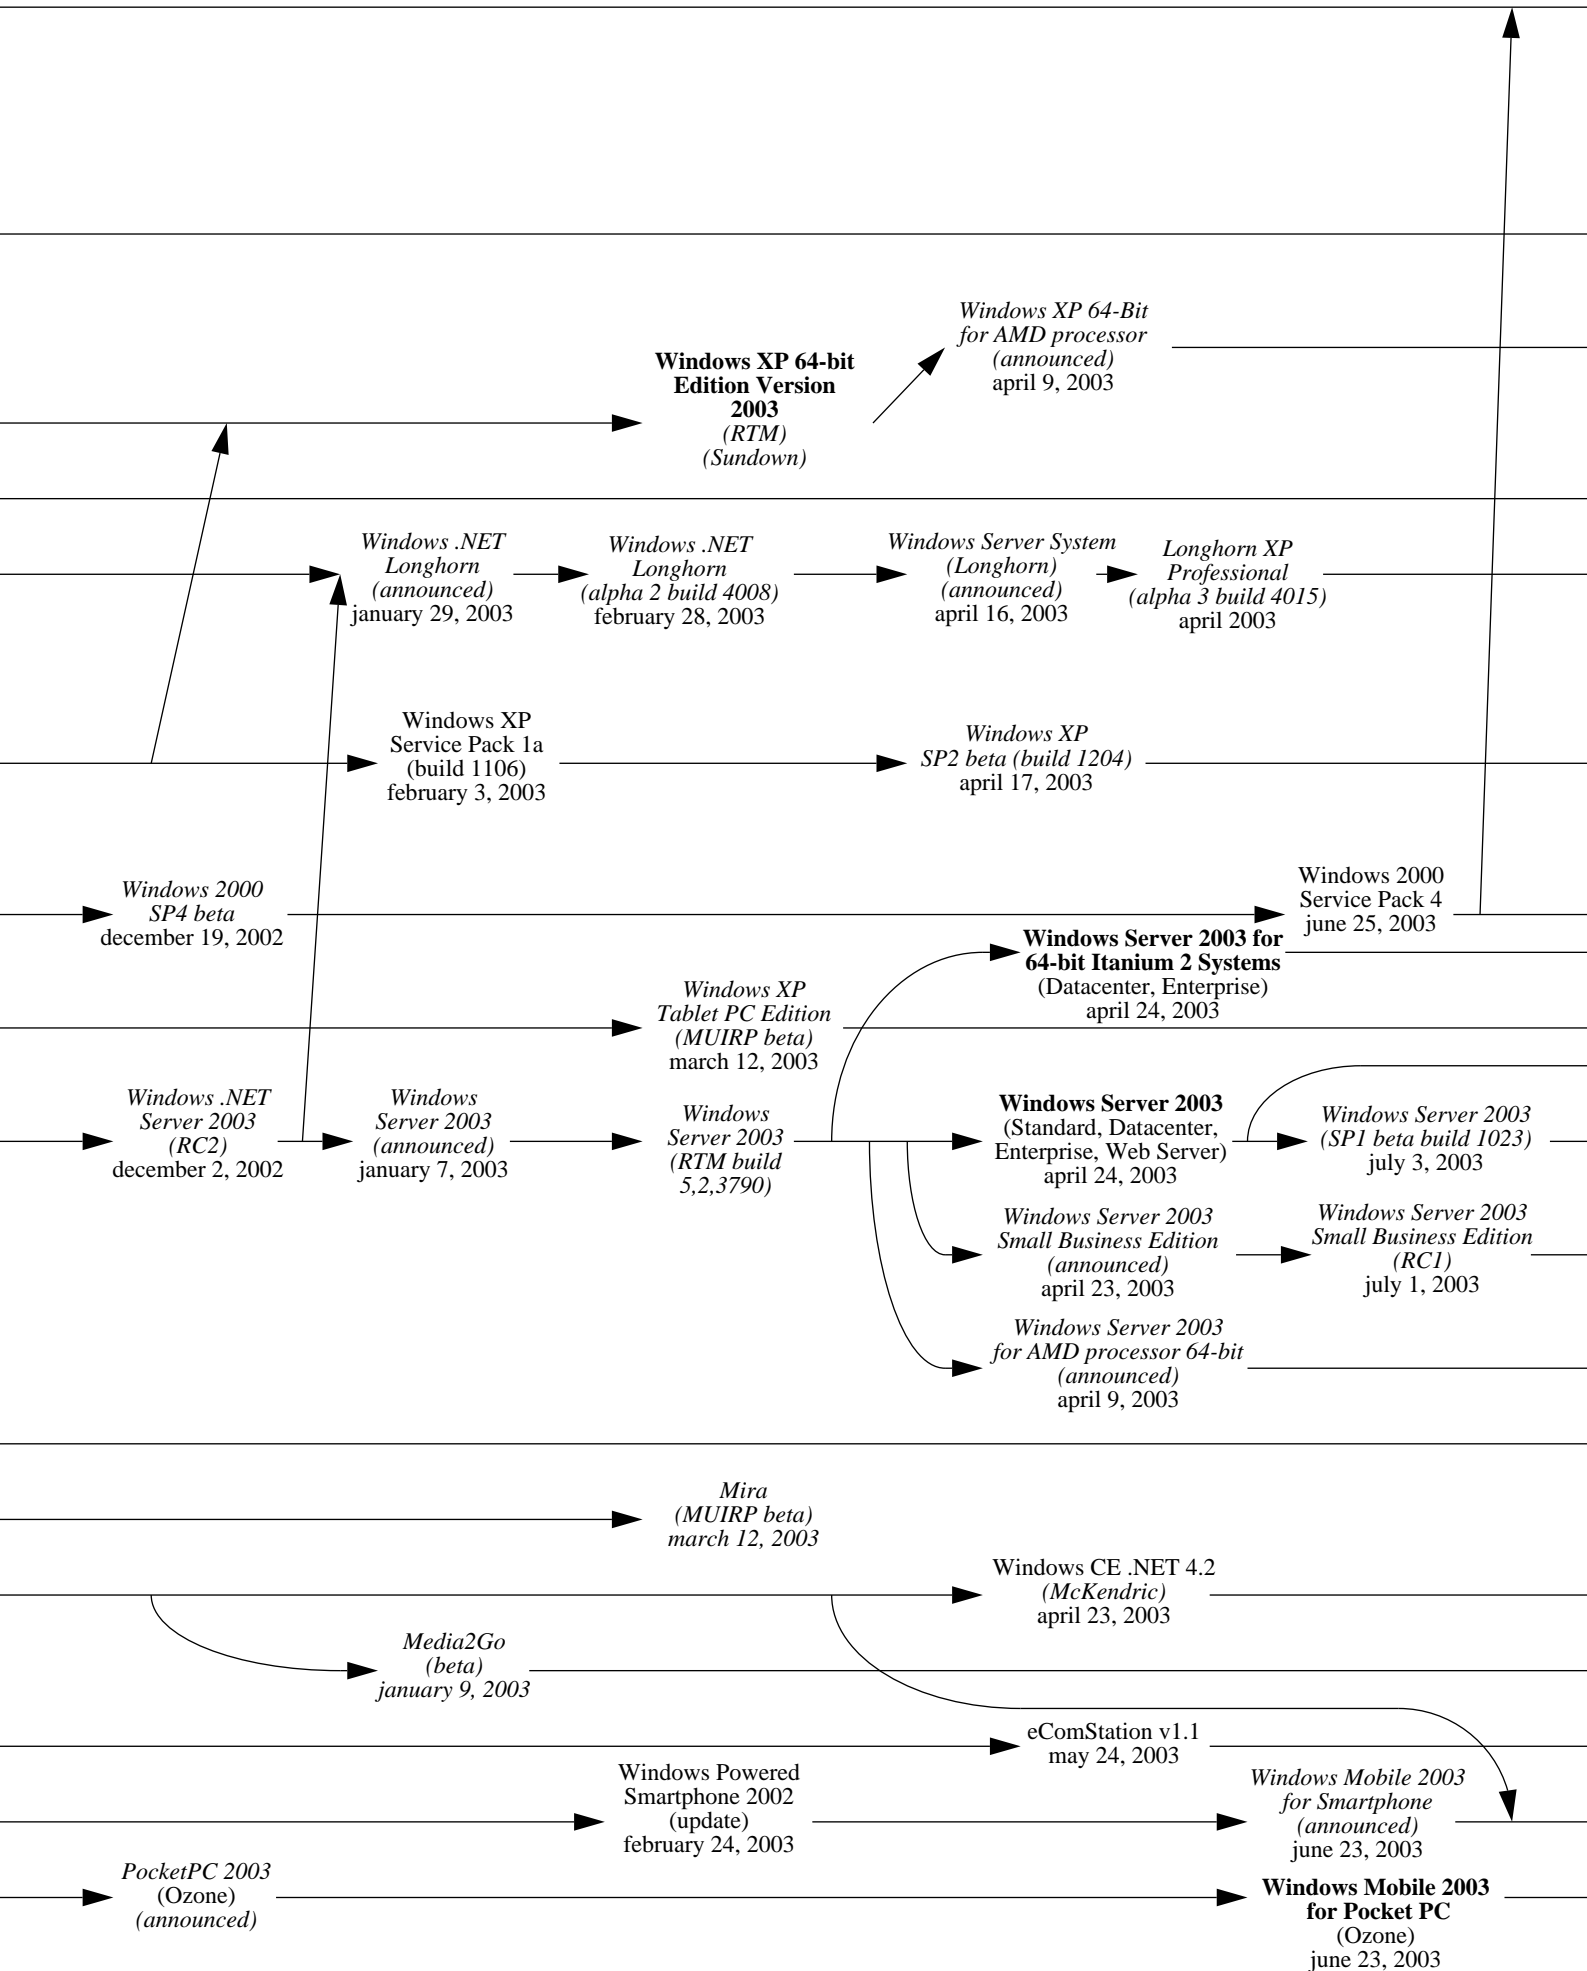 Windows XP 64-Bit
for AMD processor
(announced)
april 9, 2003
Windows XP 64-bit
Edition Version
2003
(RTM)
(Sundown)
Windows .NET
Longhorn
(announced)
january 29, 2003
Windows .NET
Longhorn
(alpha 2 build 4008)
february 28, 2003
Windows Server System
(Longhorn)
(announced)
april 16, 2003
Longhorn XP
Professional
(alpha 3 build 4015)
april 2003
Windows XP
Service Pack 1a
(build 1106)
february 3, 2003
Windows XP
SP2 beta (build 1204)
april 17, 2003
Windows 2000
SP4 beta
december 19, 2002
Windows 2000
Service Pack 4
june 25, 2003
Windows Server 2003 for
64-bit Itanium 2 Systems
(Datacenter, Enterprise)
april 24, 2003
Windows XP
Tablet PC Edition
(MUIRP beta)
march 12, 2003
Windows .NET
Server 2003
(RC2)
december 2, 2002
Windows
Server 2003
(announced)
january 7, 2003
Windows
Server 2003
(RTM build
5,2,3790)
Windows Server 2003
(Standard, Datacenter,
Enterprise, Web Server)
april 24, 2003
Windows Server 2003
(SP1 beta build 1023)
july 3, 2003
Windows Server 2003
Small Business Edition
(announced)
april 23, 2003
Windows Server 2003
Small Business Edition
(RC1)
july 1, 2003
Windows Server 2003
for AMD processor 64-bit
(announced)
april 9, 2003
Mira
(MUIRP beta)
march 12, 2003
Windows CE .NET 4.2
(McKendric)
april 23, 2003
Media2Go
(beta)
january 9, 2003
eComStation v1.1
may 24, 2003
Windows Powered
Smartphone 2002
(update)
february 24, 2003
Windows Mobile 2003
for Smartphone
(announced)
june 23, 2003
PocketPC 2003
(Ozone)
(announced)
Windows Mobile 2003
for Pocket PC
(Ozone)
june 23, 2003